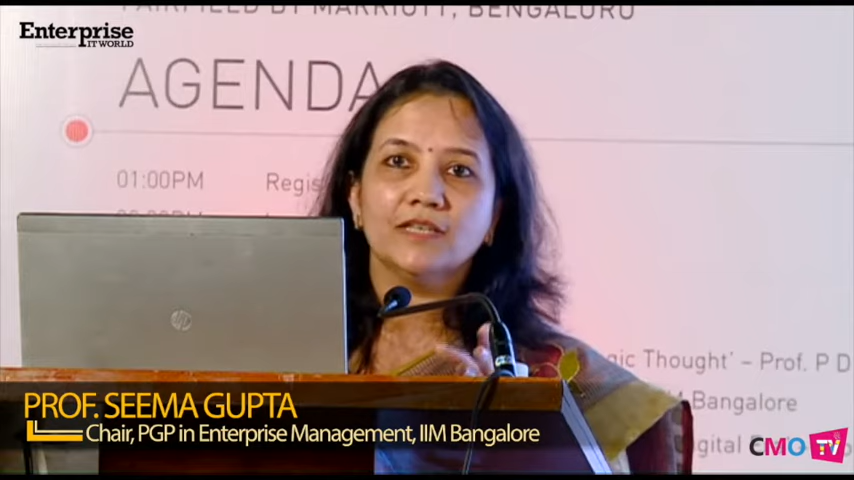 FAIRFIELD BY MARRIOTT, BENGALURU
Enterprise
IT WORLD
AGENDA
01:00PM Regis
hp
gic Thought' – Prof. P D
Bangalore
igital
PROF. SEEMA GUPTA
Chair, PGP in Enterprise Management, IIM Bangalore
CMO TV